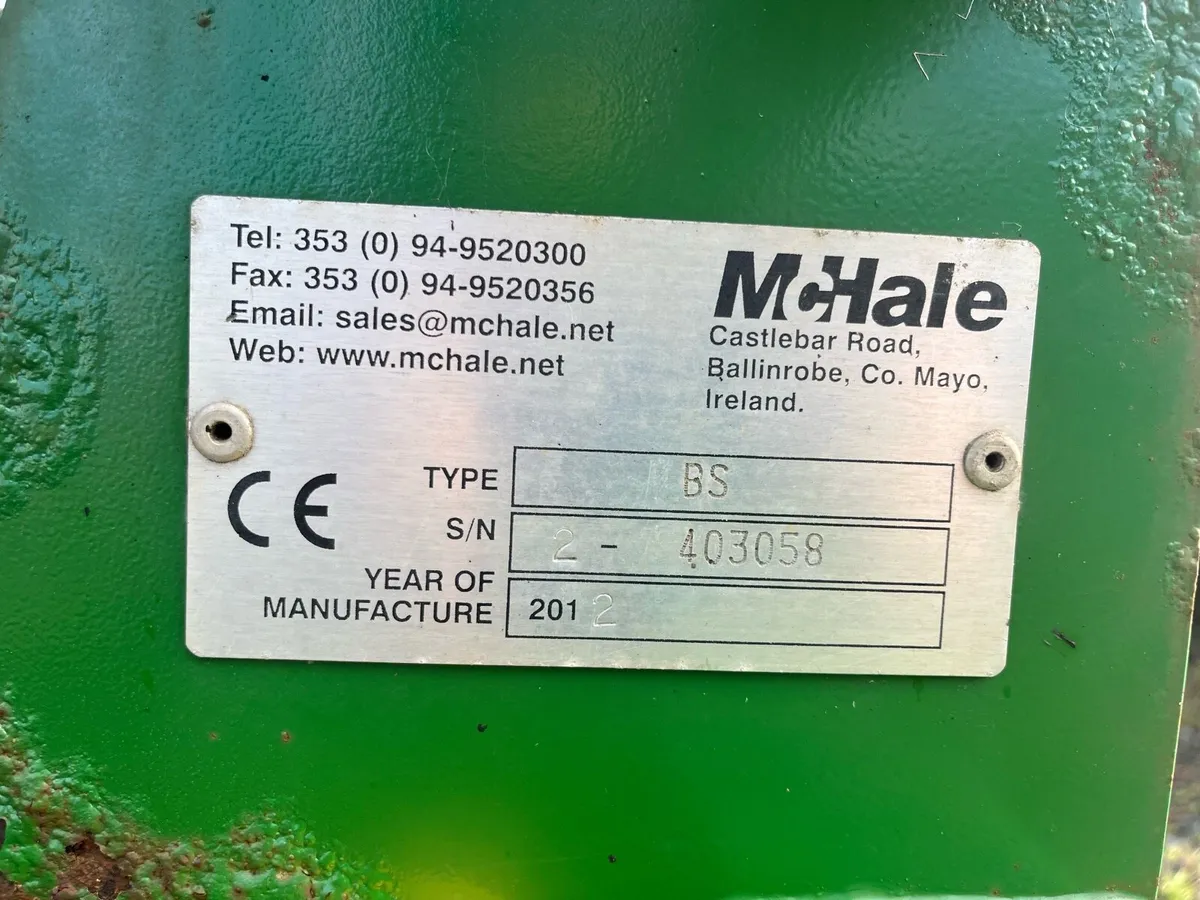 Tel: 353 (0) 94-9520300
Fax: 353 (0) 94-9520356
Email: sales@mchale.net
Web: www.mchale.net
McHale
Castlebar Road,
Ballinrobe, Co. Mayo,
Ireland.
CE
TYPE BS
S/N 2 - 403058
YEAR OF
MANUFACTURE 2012